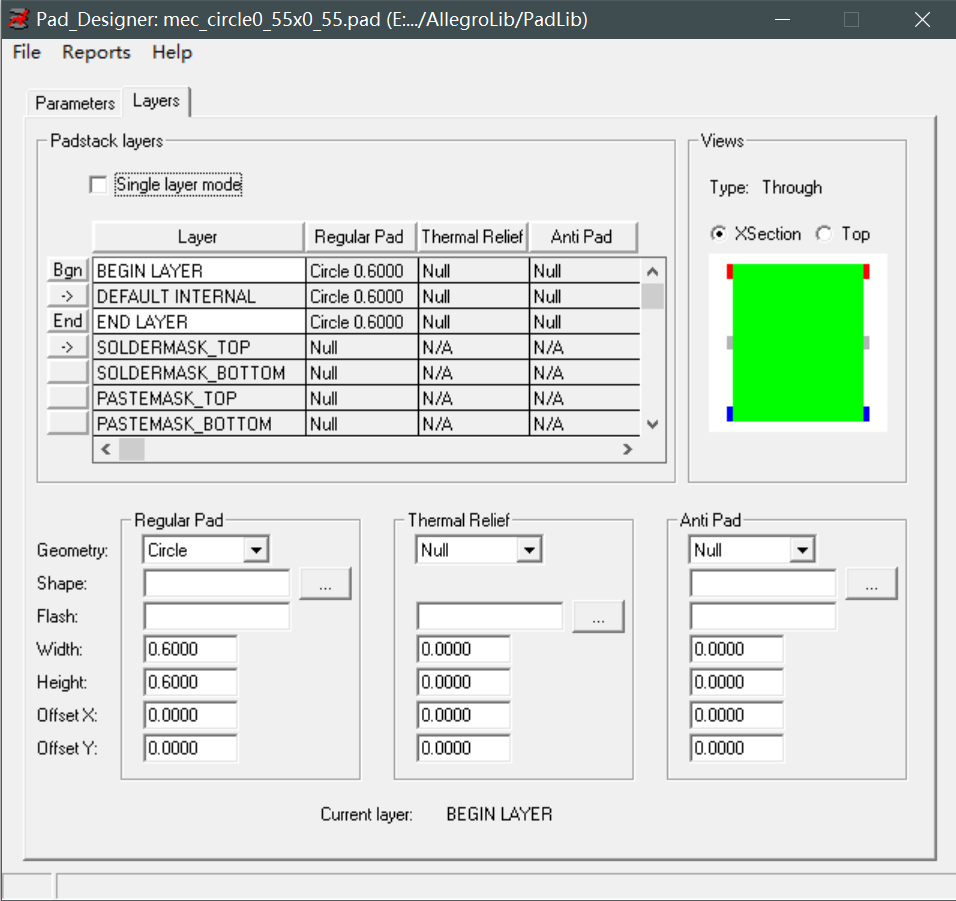 Pad_Designer: mec_circle0_55x0_55.pad (E:.../AllegroLib/PadLib)
File Reports Help
Parameters Layers
Padstack layers
Single layer mode
Layer Regular Pad Thermal Relief Anti Pad
Bgn BEGIN LAYER Circle 0.6000 Null Null
-> DEFAULT INTERNAL Circle 0.6000 Null Null
End END LAYER Circle 0.6000 Null Null
-> SOLDERMASK_TOP Null N/A N/A
SOLDERMASK_BOTTOM Null N/A N/A
PASTEMASK_TOP Null N/A N/A
PASTEMASK_BOTTOM Null N/A N/A
Views
Type: Through
XSection Top
Regular Pad Thermal Relief Anti Pad
Geometry: Circle Null Null
Shape: ... ...
Flash: ...
Width: 0.6000 0.0000 0.0000
Height: 0.6000 0.0000 0.0000
Offset X: 0.0000 0.0000 0.0000
Offset Y: 0.0000 0.0000 0.0000
Current layer: BEGIN LAYER